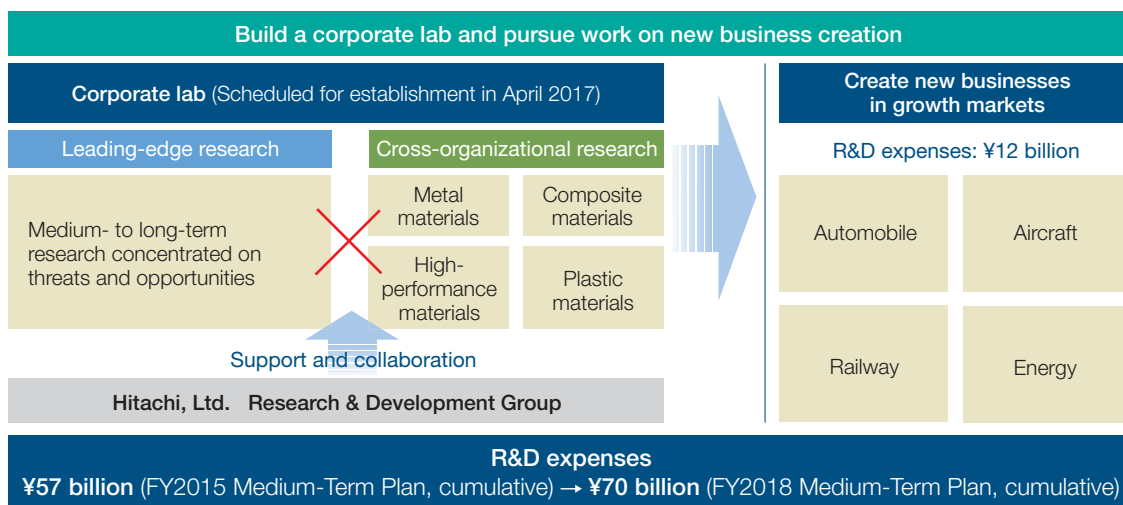 Build a corporate lab and pursue work on new business creation
Corporate lab (Scheduled for establishment in April 2017)
Leading-edge research
Medium- to long-term
research concentrated on
threats and opportunities
Cross-organizational research
Metal
materials
Composite
materials
High-
performance
materials
Plastic
materials
Support and collaboration
Hitachi, Ltd. Research & Development Group
Create new businesses
in growth markets
R&D expenses: ¥12 billion
Automobile
Aircraft
Railway
Energy
R&D expenses
¥57 billion (FY2015 Medium-Term Plan, cumulative) → ¥70 billion (FY2018 Medium-Term Plan, cumulative)